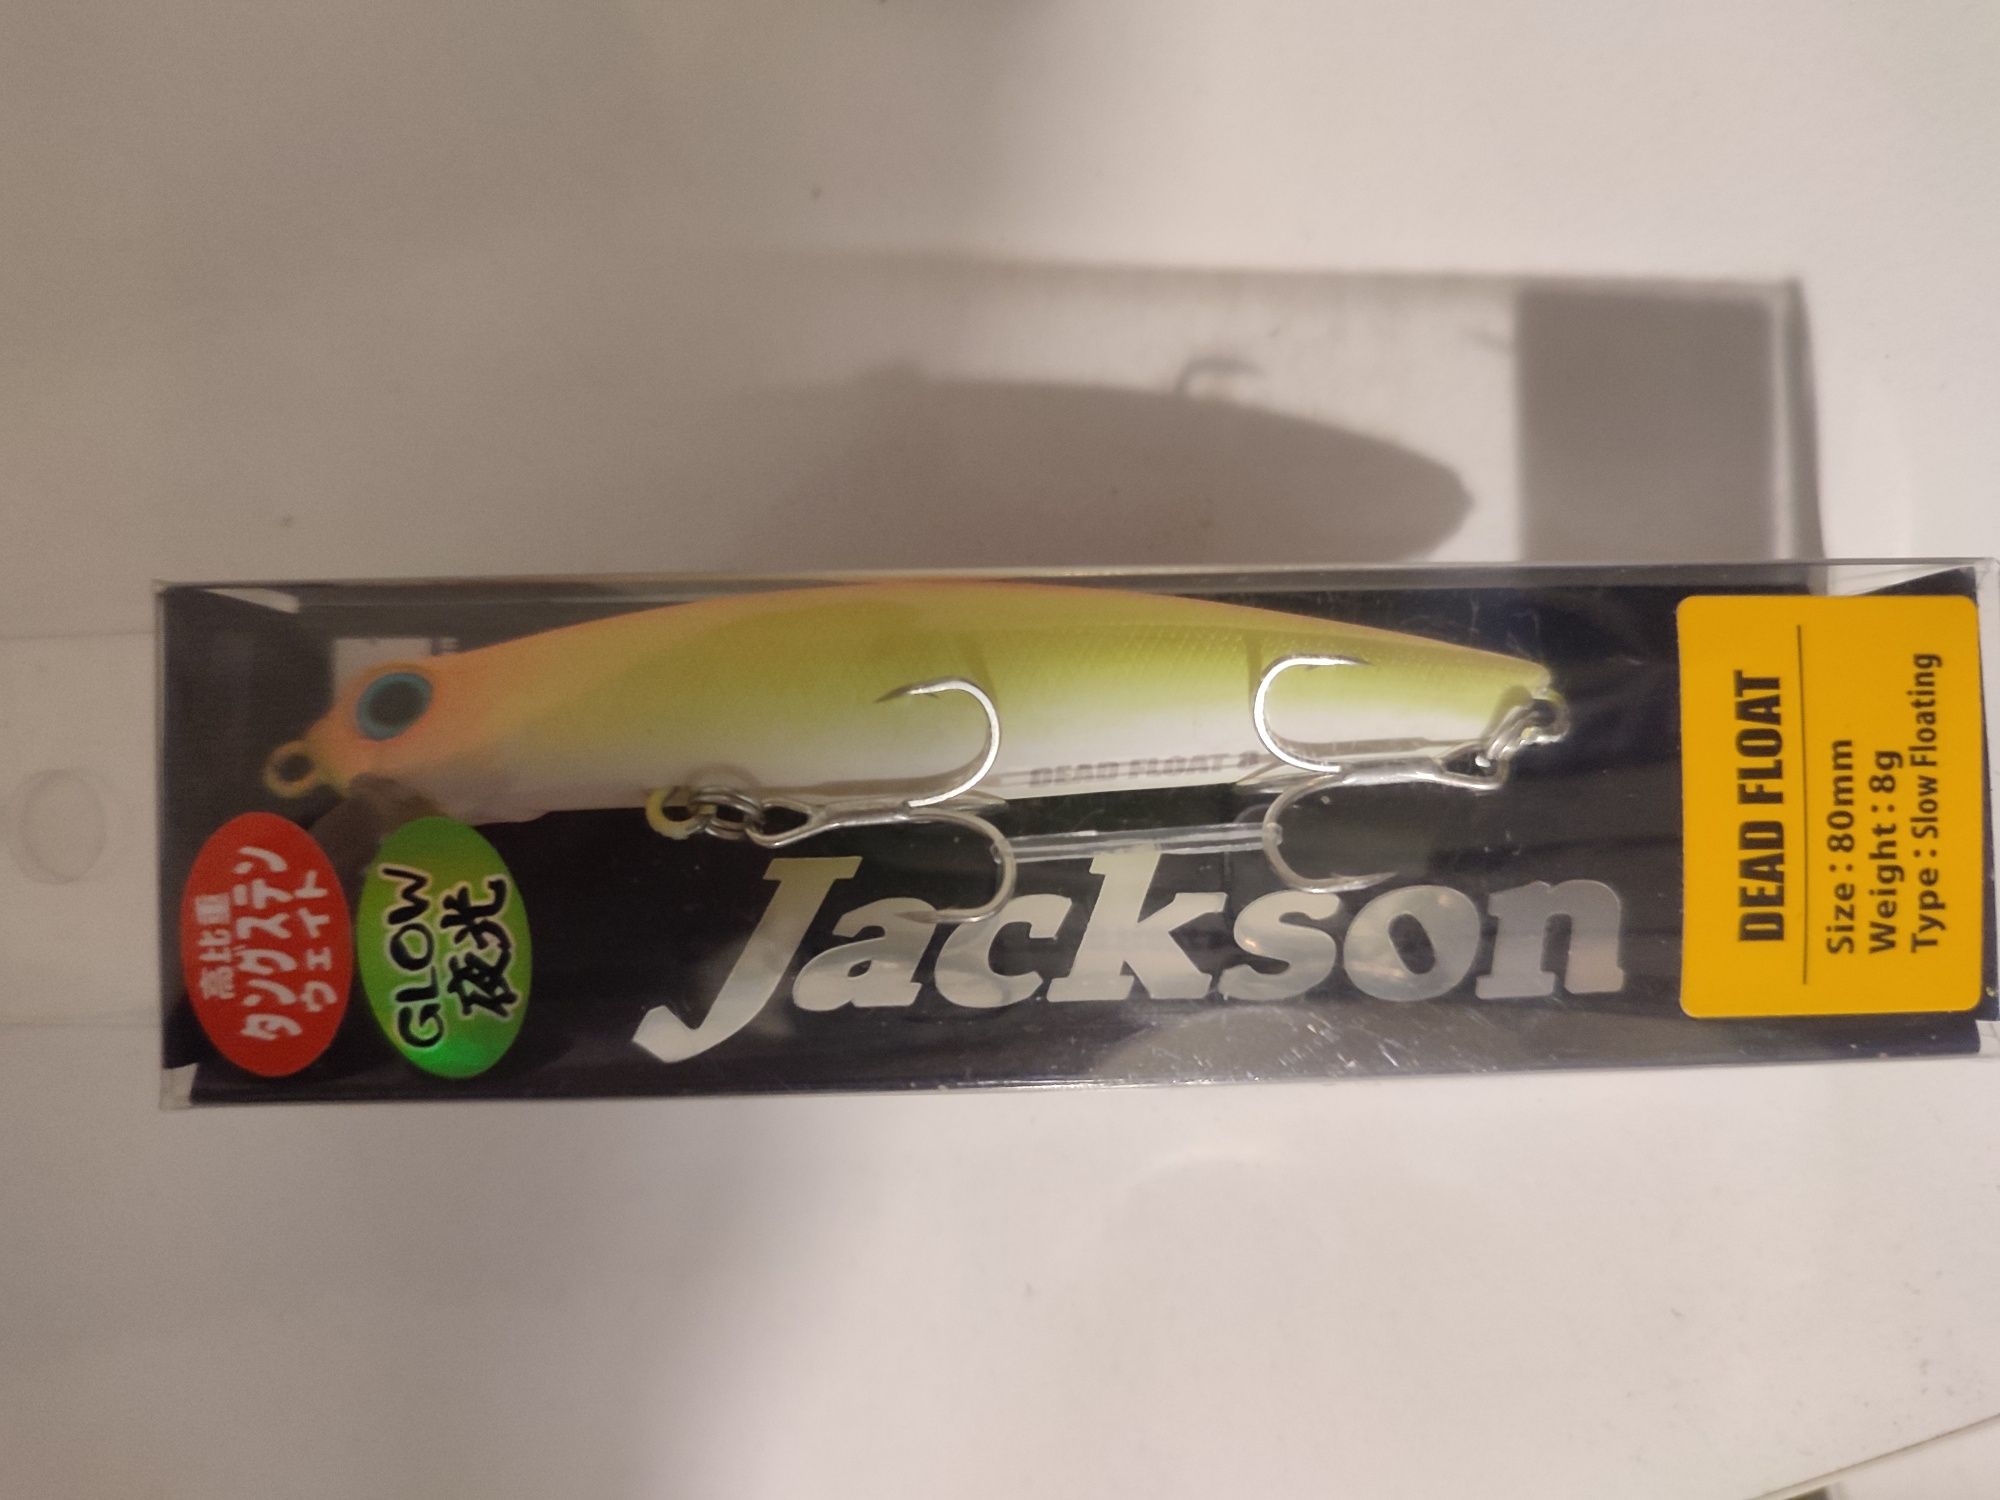 高比重
タングステン
ウェイト
GLOW
夜光
DEAD FLOAT 8
Jackson
DEAD FLOAT
Size：80mm
Weight：8g
Type：Slow Floating